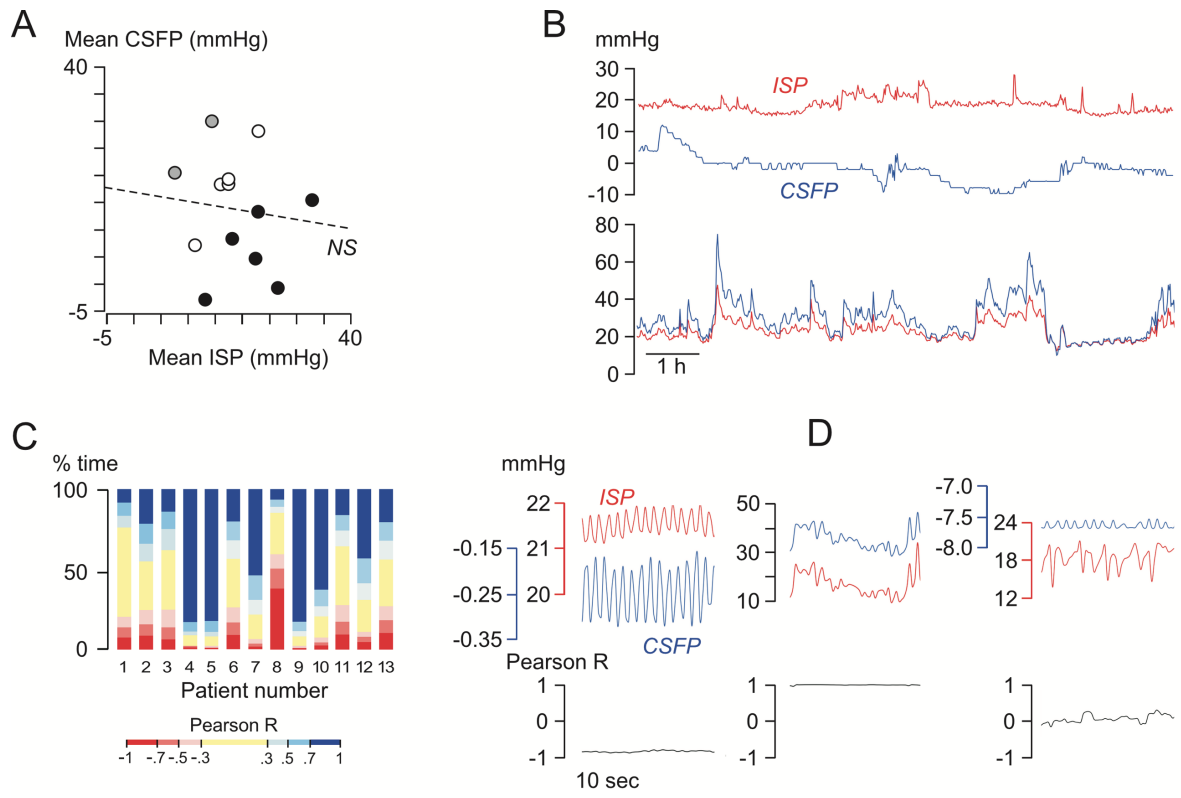 A
Mean CSFP (mmHg)
40
-5
NS
-5
40
Mean ISP (mmHg)
B
mmHg
30
20
10
0
-10
ISP
CSFP
80
60
40
20
0
1 h
C
% time
100
50
0
1 2 3 4 5 6 7 8 9 10 11 12 13
Patient number
Pearson R
-1 -.7 -.5 -.3 .3 .5 .7 1
D
mmHg
22
21
20
-0.15
-0.25
-0.35
ISP
CSFP
50
30
10
-7.0
-7.5
-8.0
24
18
12
Pearson R
1
0
-1
10 sec
1
0
-1
1
0
-1